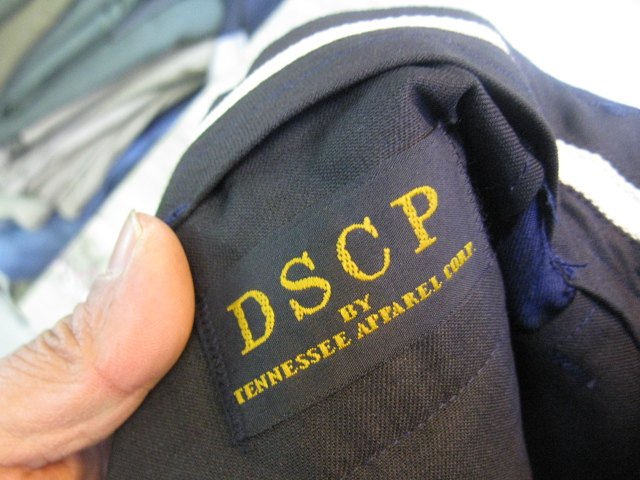 DSCP
BY
TENNESSEE APPAREL CORP.